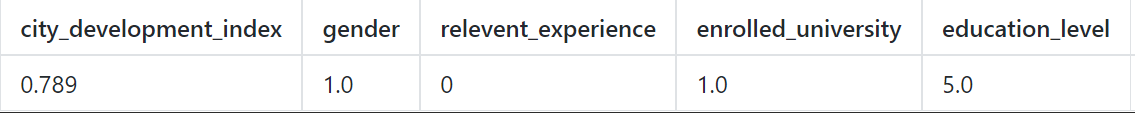 city_development_index gender relevent_experience enrolled_university education_level
0.789 1.0 0 1.0 5.0